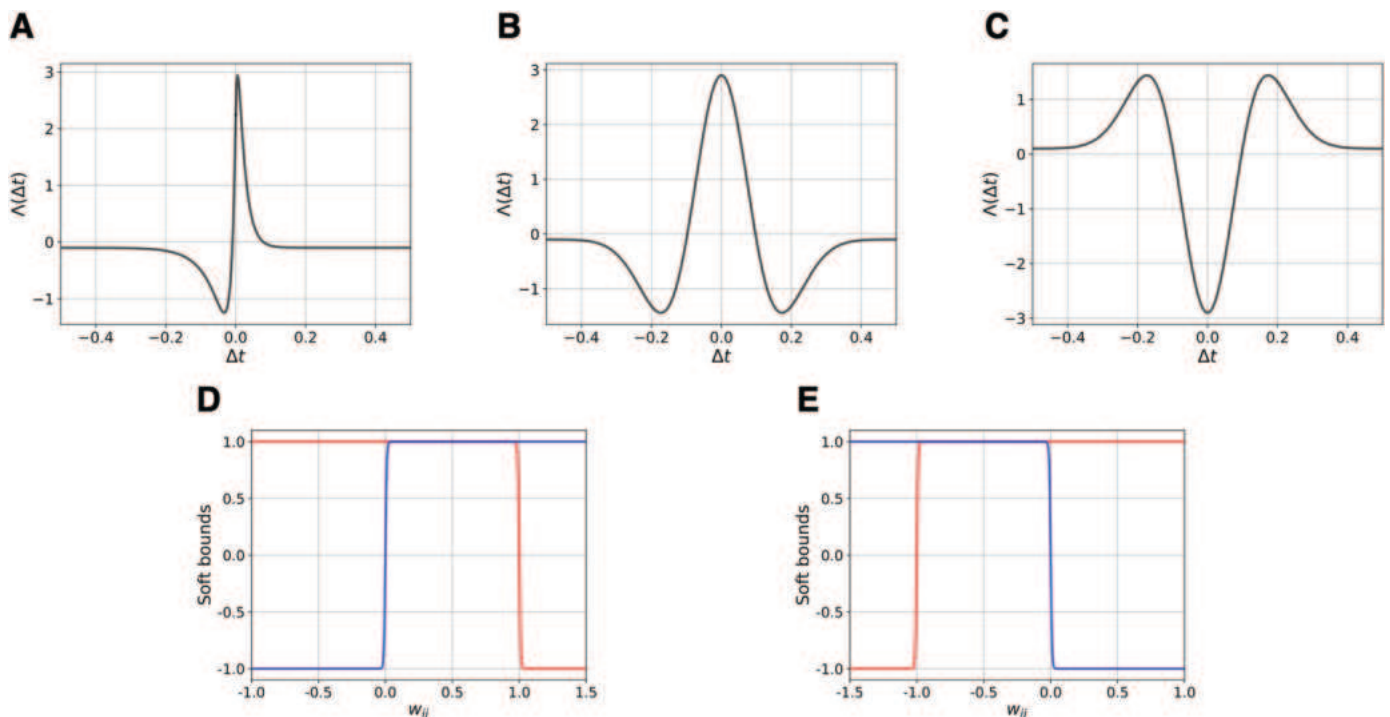 A
3
2
1
0
−1
Λ(Δt)
−0.4 −0.2 0.0 0.2 0.4
Δt
B
3
2
1
0
−1
Λ(Δt)
−0.4 −0.2 0.0 0.2 0.4
Δt
C
1
0
−1
−2
−3
Λ(Δt)
−0.4 −0.2 0.0 0.2 0.4
Δt
D
1.0
0.5
0.0
-0.5
-1.0
Soft bounds
-1.0 -0.5 0.0 0.5 1.0 1.5
w_ij
E
1.0
0.5
0.0
-0.5
-1.0
Soft bounds
-1.5 -1.0 -0.5 0.0 0.5 1.0
w_ij